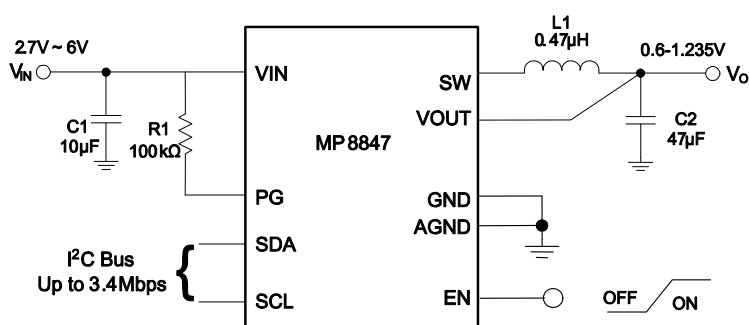 L1
0.47µH
2.7V ~ 6V
0.6-1.235V
VIN
VIN
SW
VO
C1
10µF
R1
100kΩ
VOUT
C2
47µF
MP8847
PG
GND
AGND
SDA
I²C Bus
Up to 3.4Mbps
SCL
EN
OFF
ON